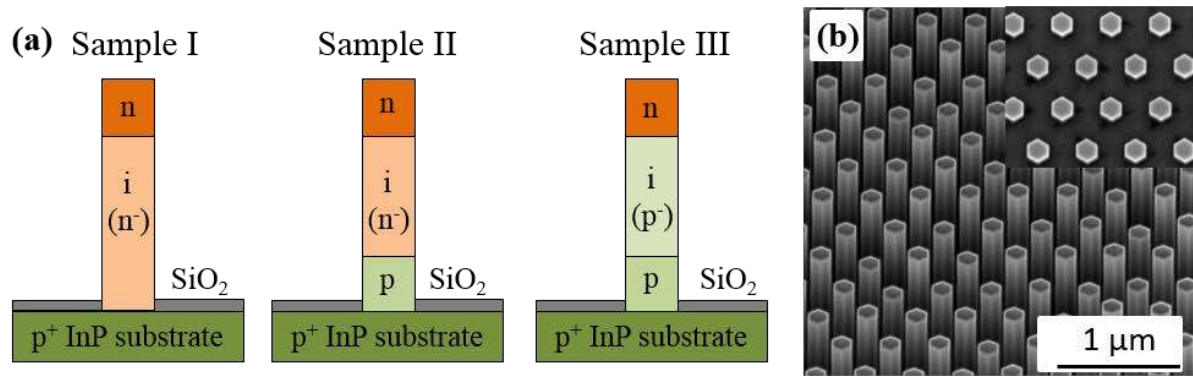 (a) Sample I
Sample II
Sample III
(b)
n
i
(n⁻)
SiO₂
p⁺ InP substrate
n
i
(n⁻)
p
SiO₂
p⁺ InP substrate
n
i
(p⁻)
p
SiO₂
p⁺ InP substrate
1 μm